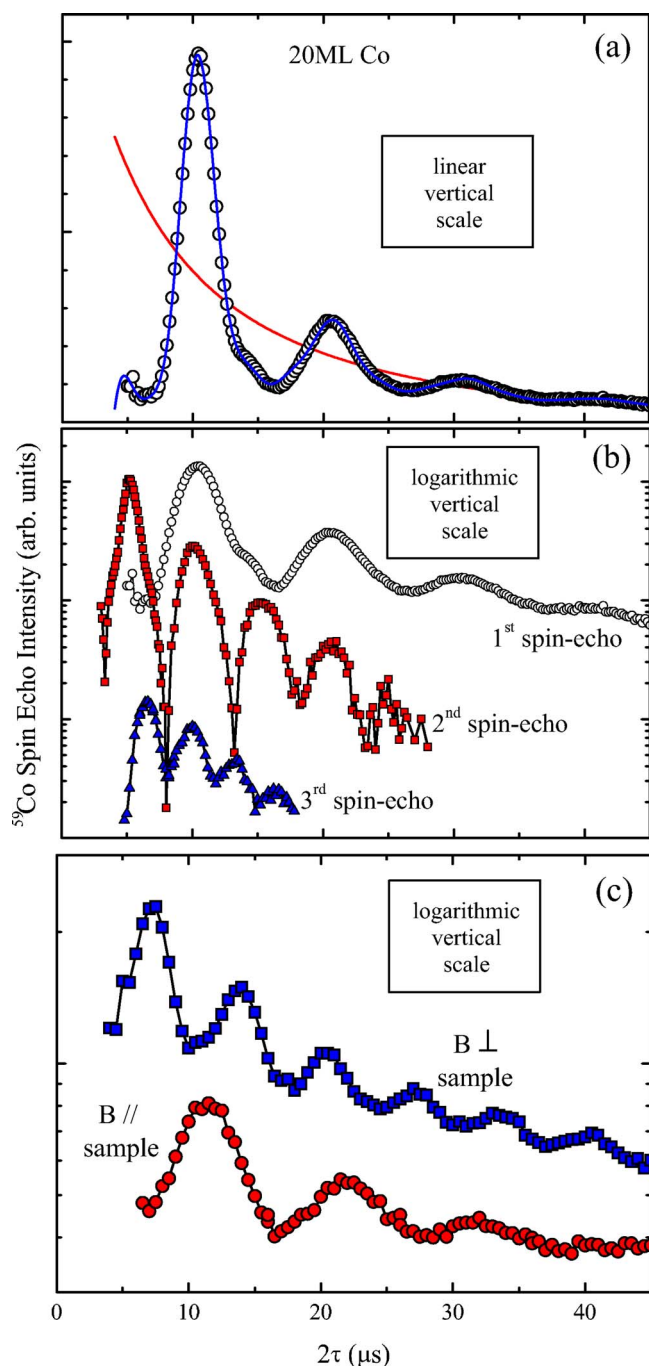 20ML Co
(a)
linear
vertical
scale
(b)
logarithmic
vertical
scale
1st spin-echo
2nd spin-echo
3rd spin-echo
59Co Spin Echo Intensity (arb. units)
(c)
logarithmic
vertical
scale
B ⊥
sample
B //
sample
0 10 20 30 40
2τ (μs)